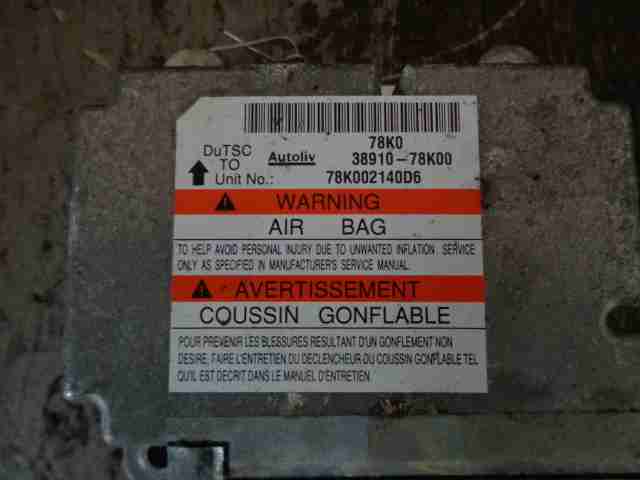 78K0
DuTSC
TO
Autoliv 38910-78K00
Unit No.: 78K002140D6
WARNING
AIR BAG
TO HELP AVOID PERSONAL INJURY DUE TO UNWANTED INFLATION. SERVICE
ONLY AS SPECIFIED IN MANUFACTURER'S SERVICE MANUAL.
AVERTISSEMENT
COUSSIN GONFLABLE
POUR PREVENIR LES BLESSURES RESULTANT D'UN GONFLEMENT NON
DESIRE, FAIRE L'ENTRETIEN DU DECLENCHEUR DU COUSSIN GONFLABLE TEL
QU'IL EST DECRIT DANS LE MANUEL D'ENTRETIEN.